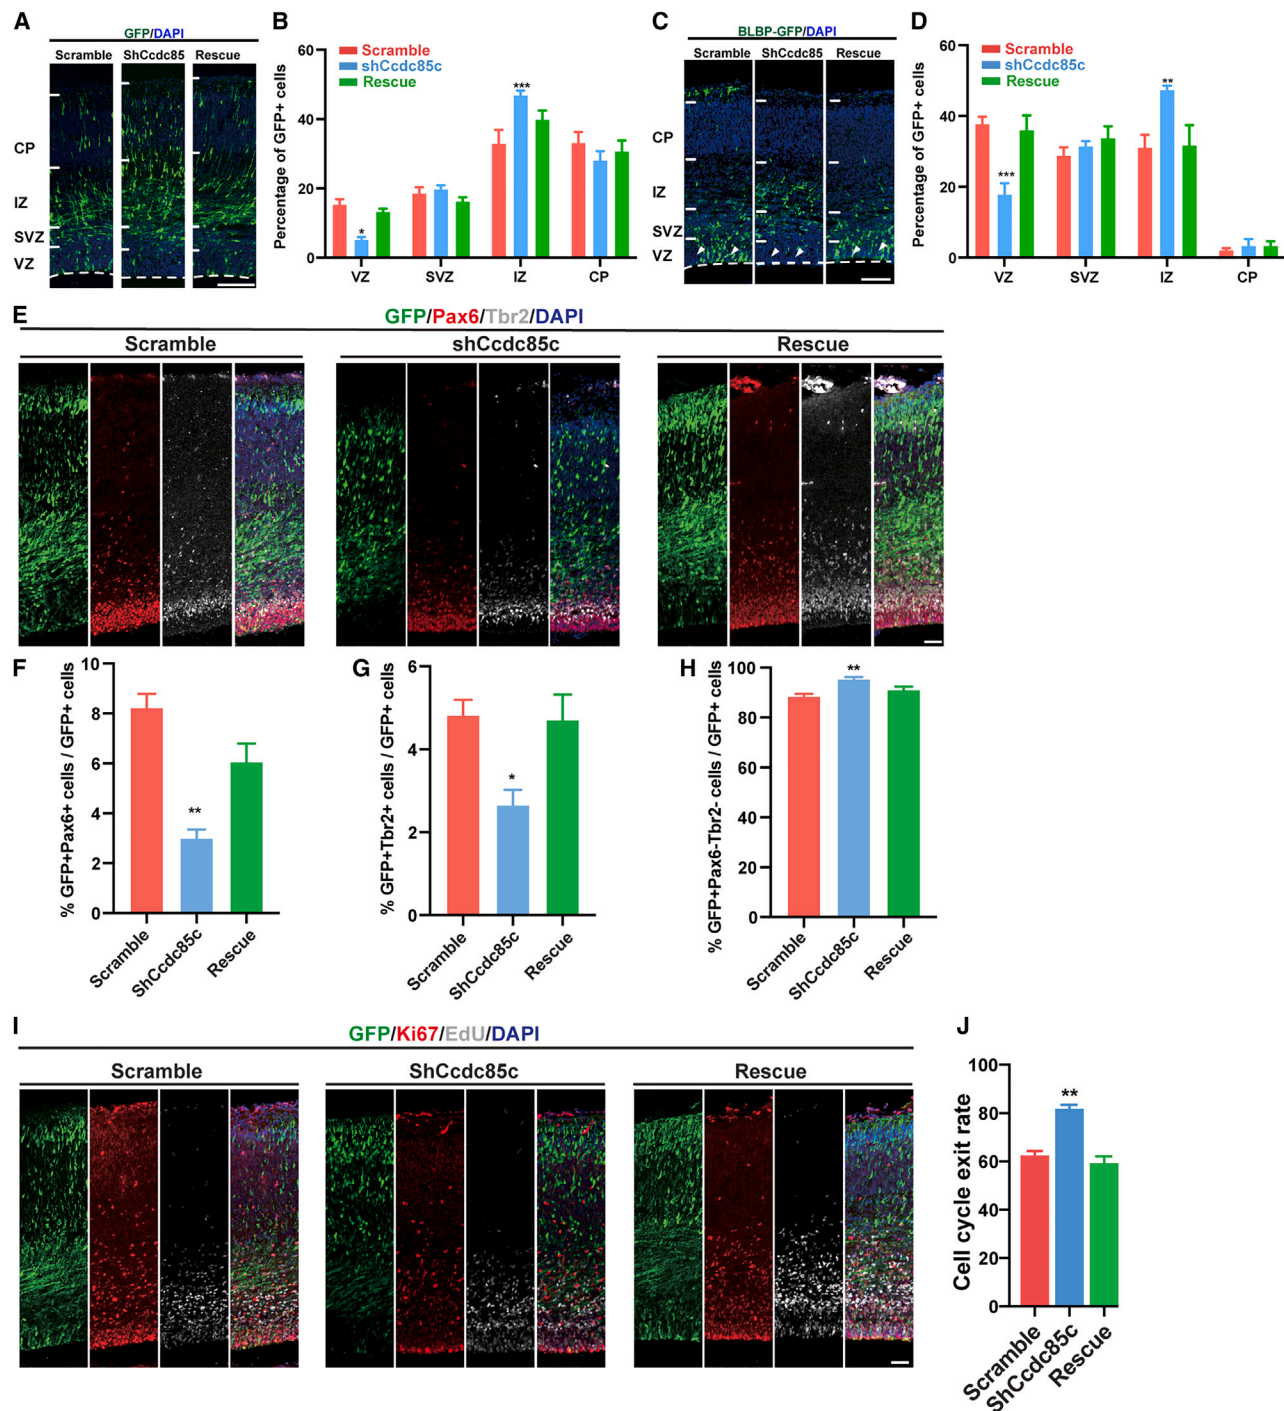 A
GFP/DAPI
Scramble ShCcdc85 Rescue
CP
IZ
SVZ
VZ
B
Percentage of GFP+ cells
60
40
20
0
Scramble
shCcdc85c
Rescue
*
***
VZ SVZ IZ CP
C
BLBP-GFP/DAPI
Scramble ShCcdc85 Rescue
CP
IZ
SVZ
VZ
D
Percentage of GFP+ cells
60
40
20
0
Scramble
shCcdc85c
Rescue
***
**
VZ SVZ IZ CP
E
GFP/Pax6/Tbr2/DAPI
Scramble shCcdc85c Rescue
F
% GFP+Pax6+ cells / GFP+ cells
10
8
6
4
2
0
**
Scramble
ShCcdc85c
Rescue
G
% GFP+Tbr2+ cells / GFP+ cells
6
4
2
0
*
Scramble
ShCcdc85c
Rescue
H
% GFP+Pax6-Tbr2- cells / GFP+ cells
100
80
60
40
20
0
**
Scramble
ShCcdc85c
Rescue
I
GFP/Ki67/EdU/DAPI
Scramble ShCcdc85c Rescue
J
Cell cycle exit rate
100
80
60
40
20
0
**
Scramble
ShCcdc85c
Rescue